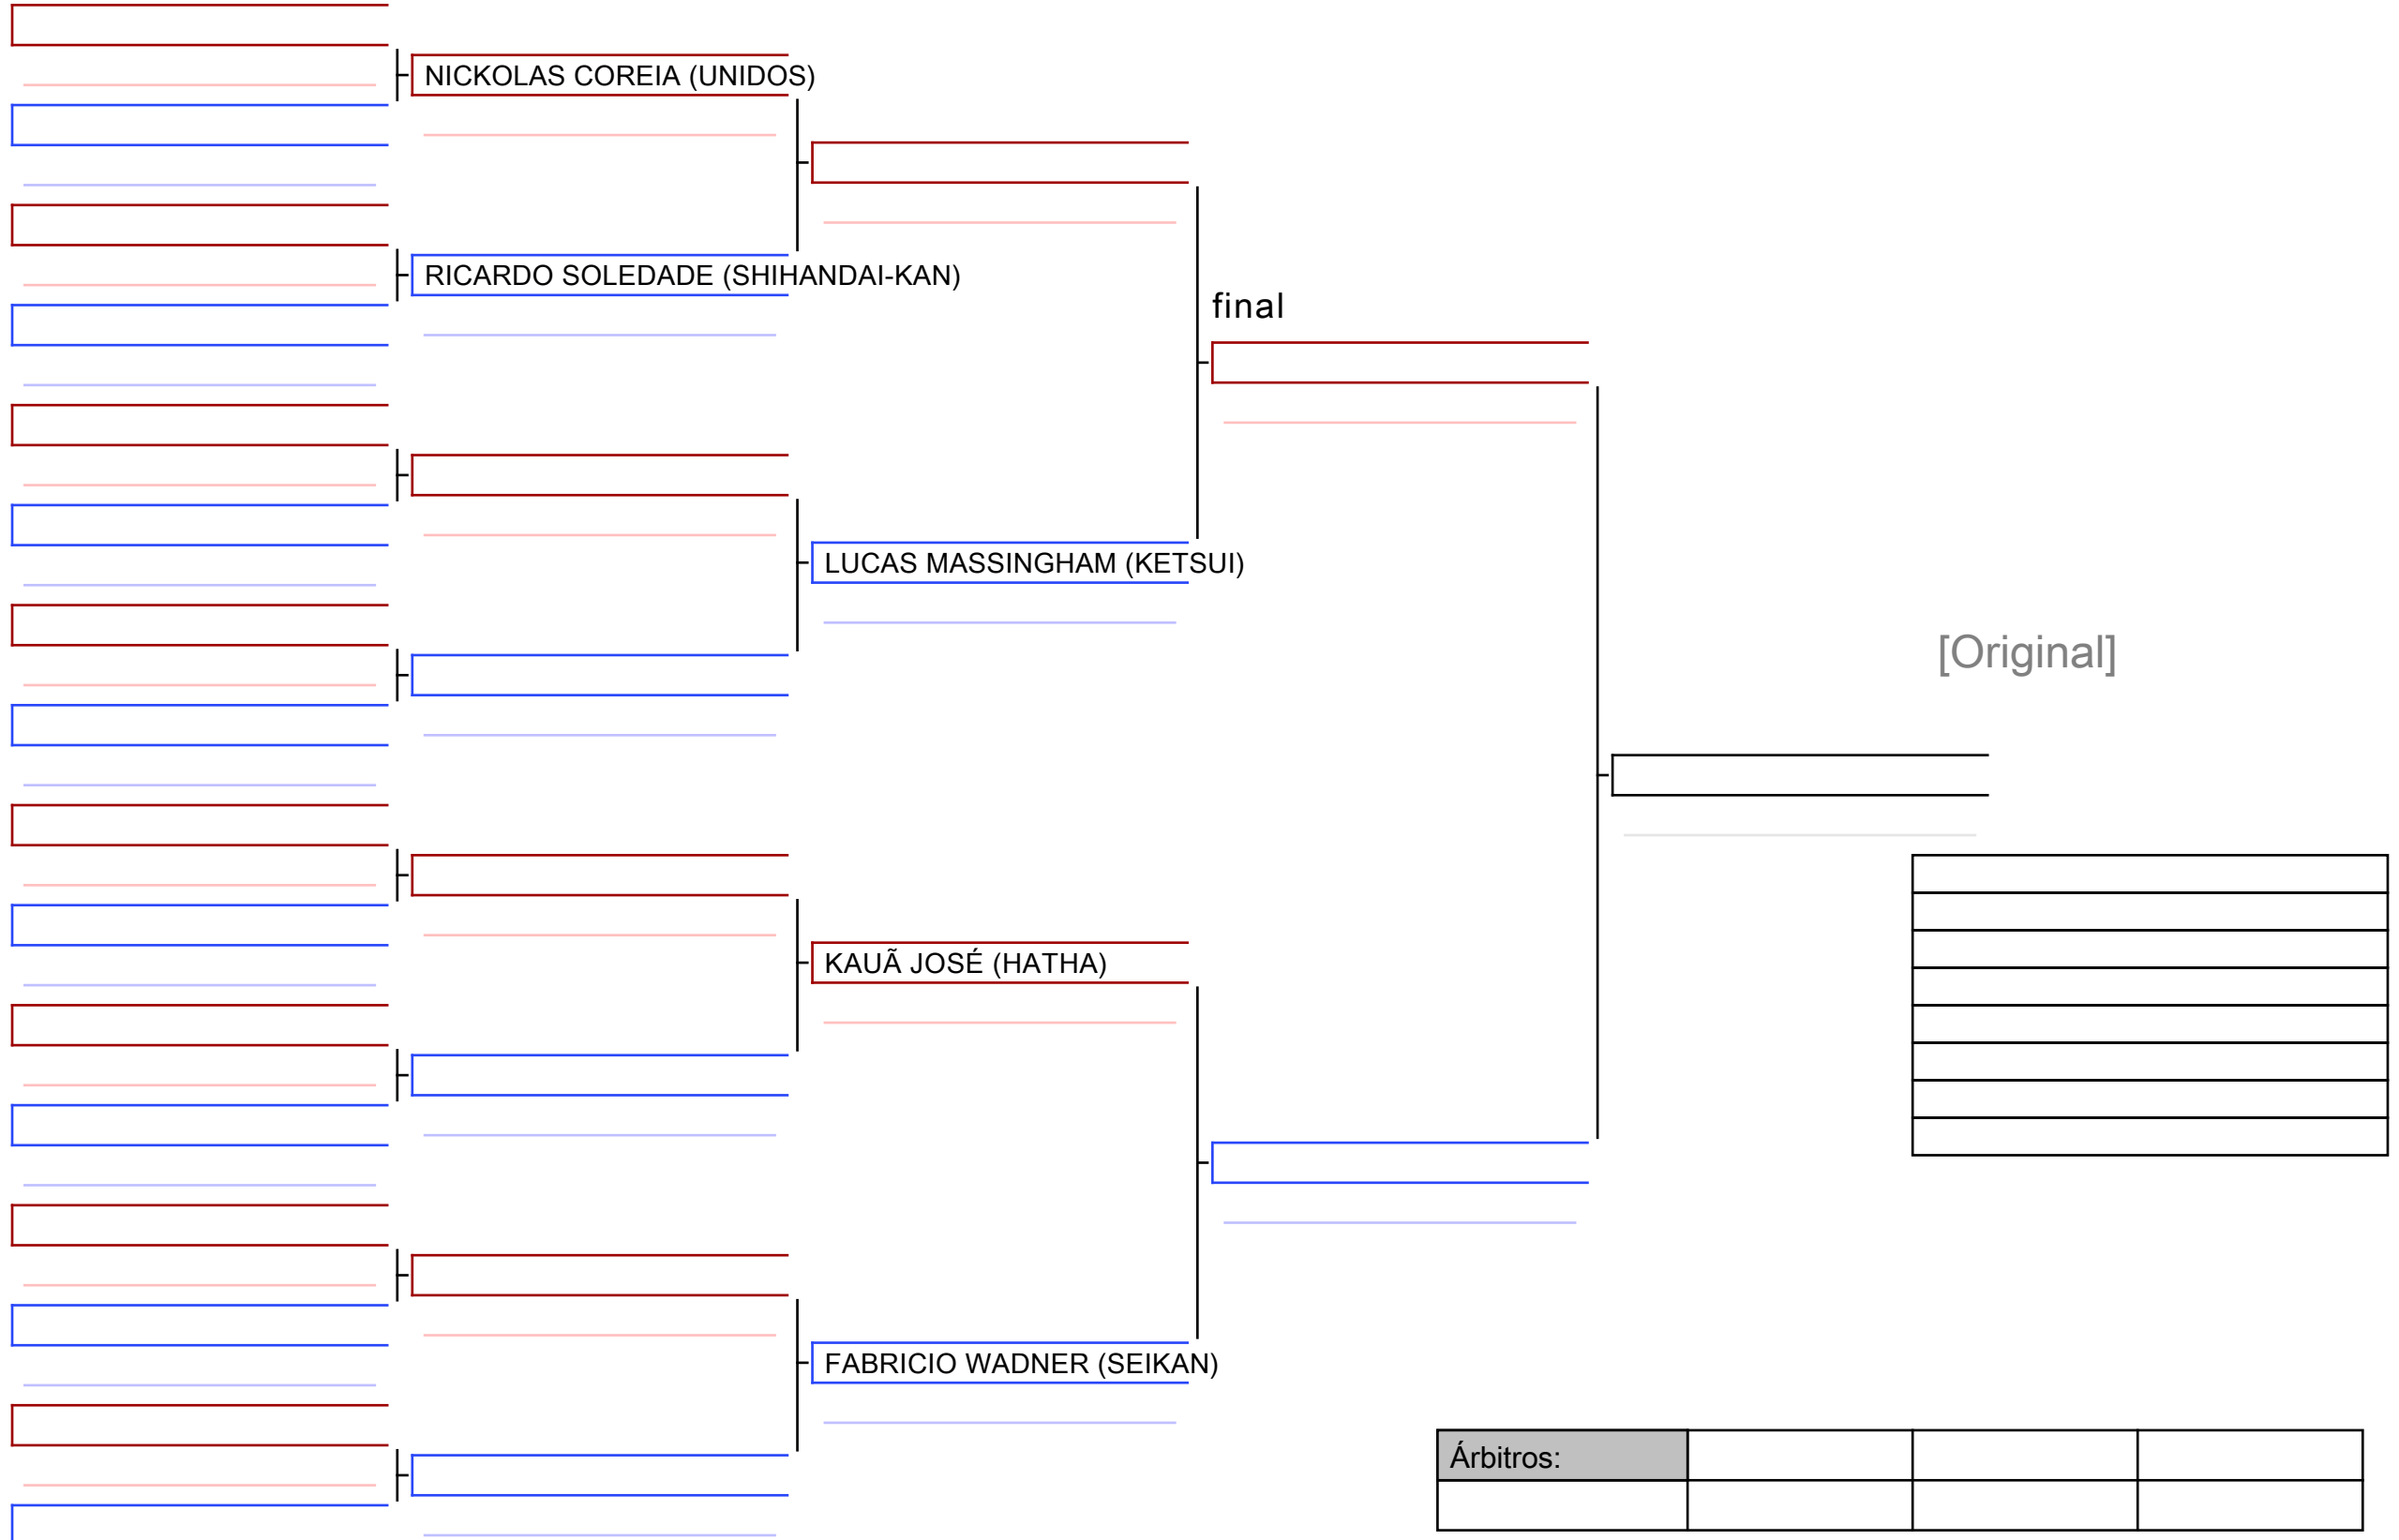 NICKOLAS COREIA (UNIDOS)
RICARDO SOLEDADE (SHIHANDAI-KAN)
final
LUCAS MASSINGHAM (KETSUI)
[Original]
KAUÃ JOSÉ (HATHA)
FABRICIO WADNER (SEIKAN)
Árbitros: